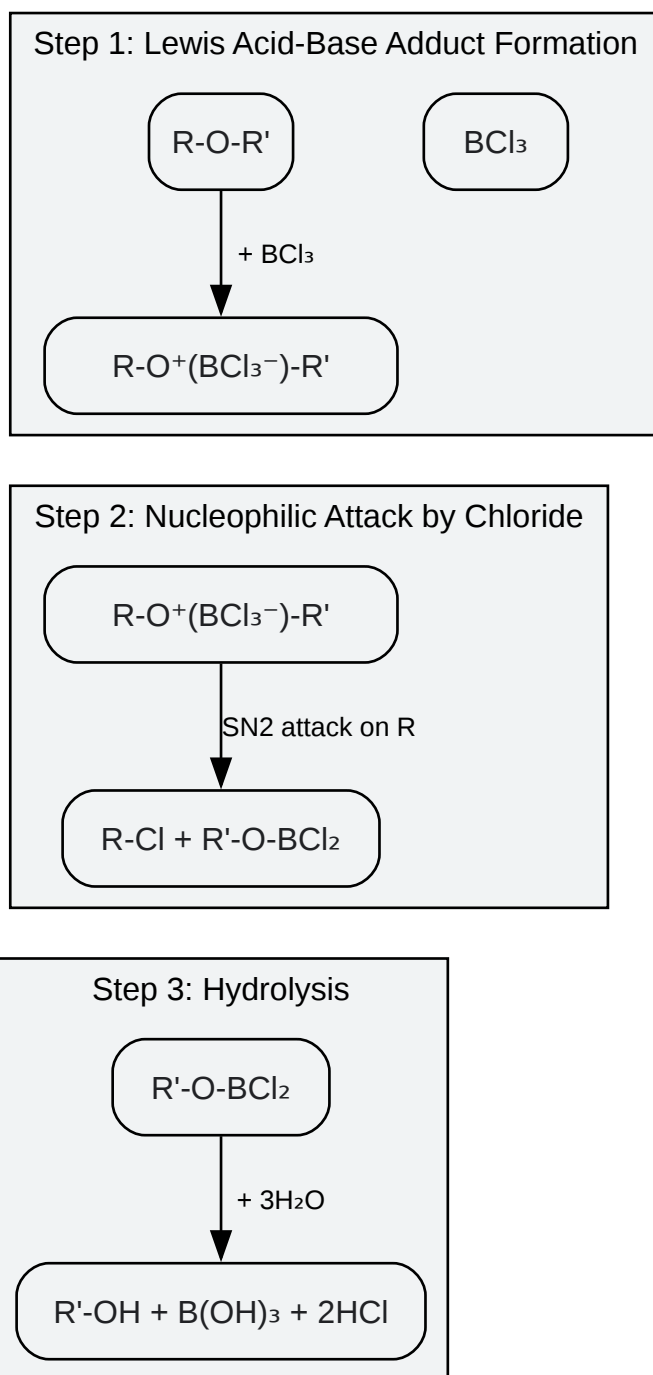 Step 1: Lewis Acid-Base Adduct Formation
R-O-R'
BCl₃
+ BCl₃
R-O⁺(BCl₃⁻)-R'
Step 2: Nucleophilic Attack by Chloride
R-O⁺(BCl₃⁻)-R'
SN2 attack on R
R-Cl + R'-O-BCl₂
Step 3: Hydrolysis
R'-O-BCl₂
+ 3H₂O
R'-OH + B(OH)₃ + 2HCl